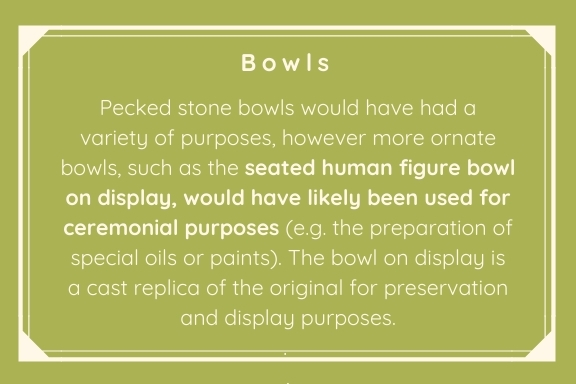 Bowls
Pecked stone bowls would have had a
variety of purposes, however more ornate
bowls, such as the seated human figure bowl
on display, would have likely been used for
ceremonial purposes (e.g. the preparation of
special oils or paints). The bowl on display is
a cast replica of the original for preservation
and display purposes.